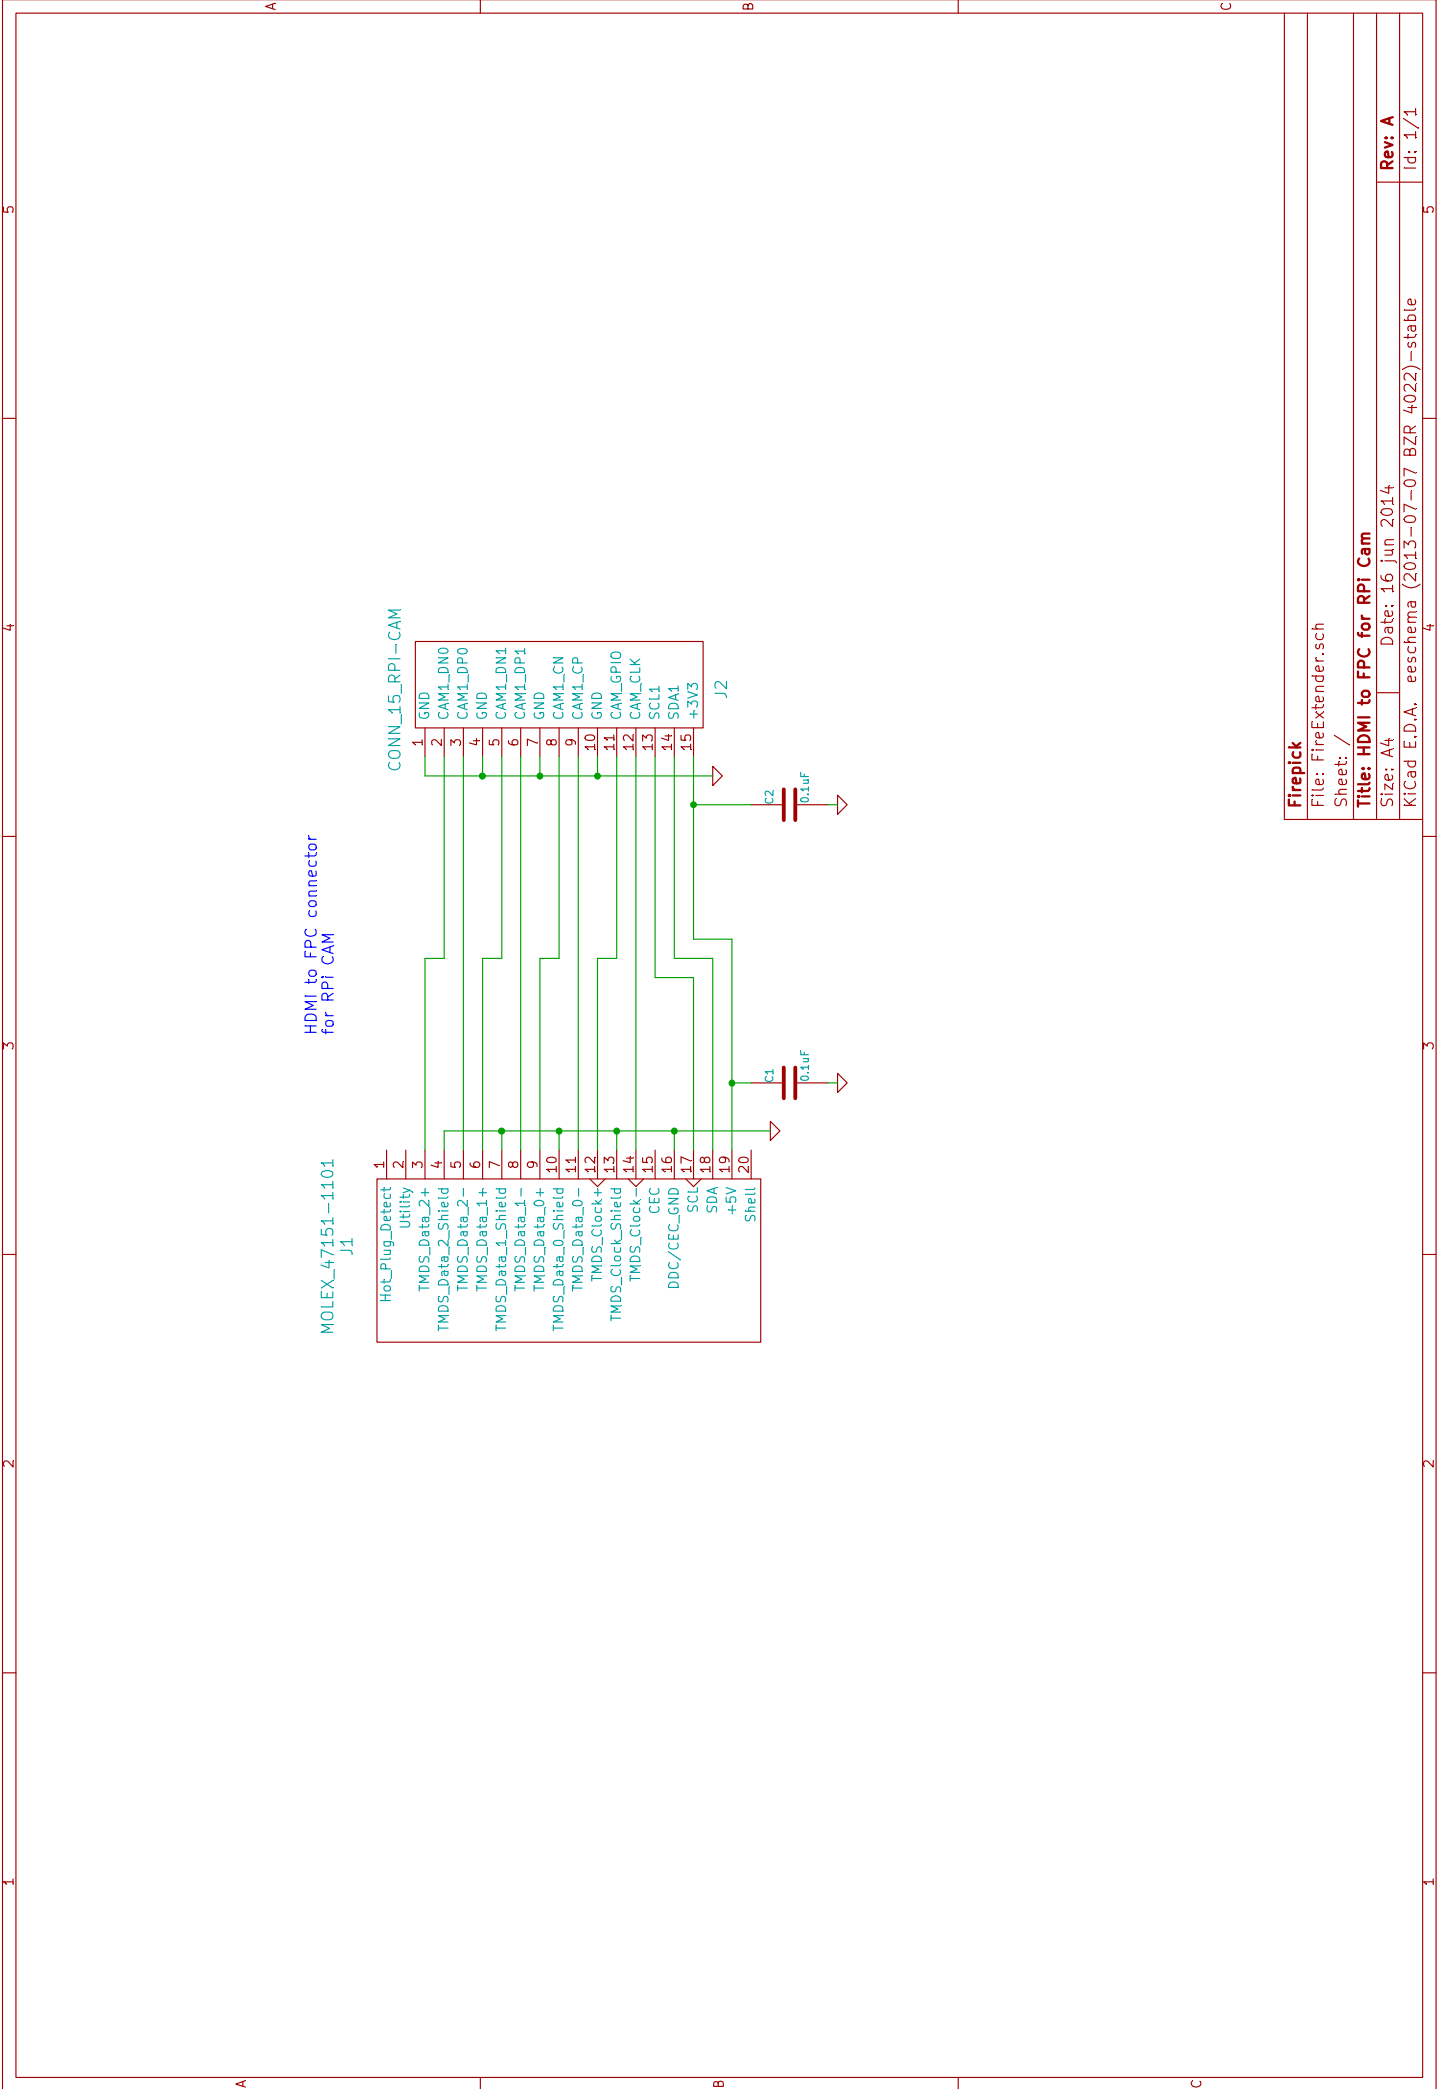 HDMI to FPC connector
for RPi CAM
MOLEX_47151-1101
J1
Hot_Plug_Detect 1
Utility 2
TMDS_Data_2+ 3
TMDS_Data_2_Shield 4
TMDS_Data_2- 5
TMDS_Data_1+ 6
TMDS_Data_1_Shield 7
TMDS_Data_1- 8
TMDS_Data_0+ 9
TMDS_Data_0_Shield 10
TMDS_Data_0- 11
TMDS_Clock+ 12
TMDS_Clock_Shield 13
TMDS_Clock- 14
CEC 15
DDC/CEC_GND 16
SCL 17
SDA 18
+5V 19
Shell 20
C1
0.1uF
C2
0.1uF
CONN_15_RPI-CAM
1 GND
2 CAM1_DN0
3 CAM1_DP0
4 GND
5 CAM1_DN1
6 CAM1_DP1
7 GND
8 CAM1_CN
9 CAM1_CP
10 GND
11 CAM_GPIO
12 CAM_CLK
13 SCL1
14 SDA1
15 +3V3
J2
Firepick
File: FireExtender.sch
Sheet: /
Title: HDMI to FPC for RPi Cam
Size: A4 Date: 16 jun 2014 Rev: A
KiCad E.D.A. eeschema (2013-07-07 BZR 4022)-stable Id: 1/1
1 2 3 4 5
1 2 3 4 5
A B C
A B C